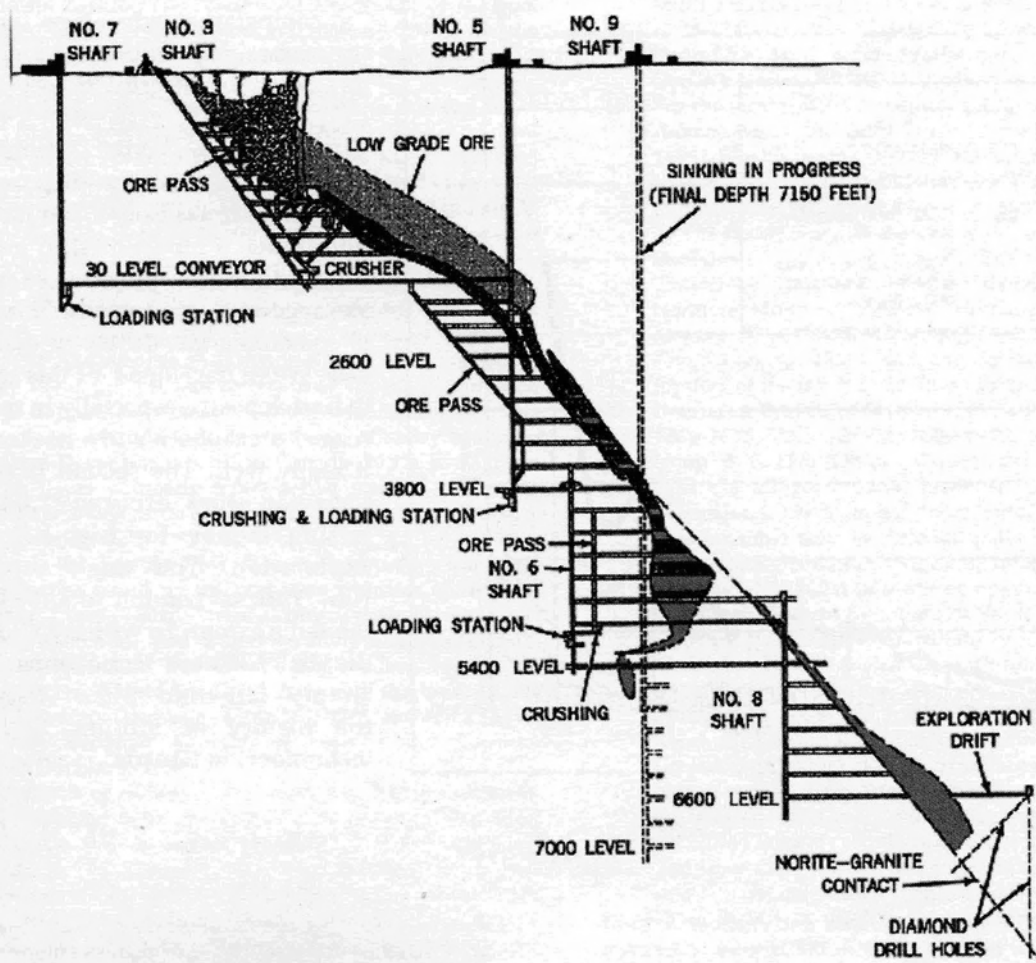 NO. 7
SHAFT
NO. 3
SHAFT
NO. 5
SHAFT
NO. 9
SHAFT
LOW GRADE ORE
ORE PASS
SINKING IN PROGRESS
(FINAL DEPTH 7150 FEET)
30 LEVEL CONVEYOR
CRUSHER
LOADING STATION
2600 LEVEL
ORE PASS
3800 LEVEL
CRUSHING & LOADING STATION
ORE PASS
NO. 6
SHAFT
LOADING STATION
5400 LEVEL
CRUSHING
NO. 8
SHAFT
EXPLORATION
DRIFT
6600 LEVEL
7000 LEVEL
NORITE-GRANITE
CONTACT
DIAMOND
DRILL HOLES